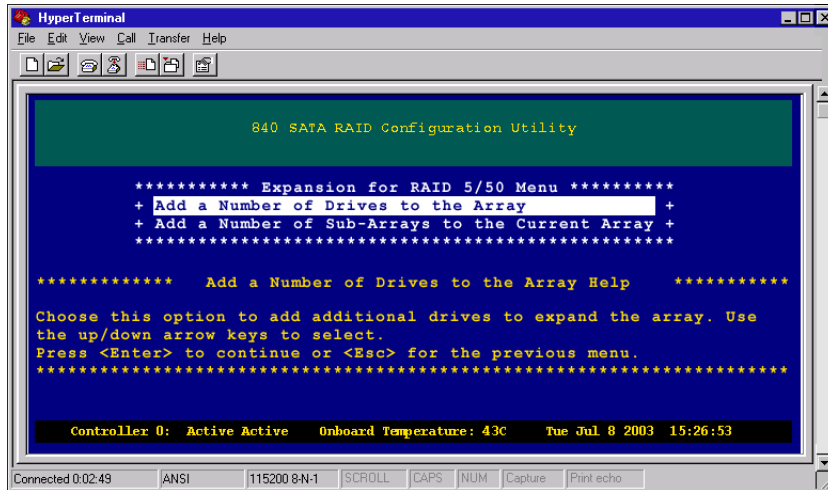 HyperTerminal
File Edit View Call Transfer Help
840 SATA RAID Configuration Utility
*********** Expansion for RAID 5/50 Menu **********
+ Add a Number of Drives to the Array +
+ Add a Number of Sub-Arrays to the Current Array +
***************************************************
************* Add a Number of Drives to the Array Help ***********
Choose this option to add additional drives to expand the array. Use
the up/down arrow keys to select.
Press <Enter> to continue or <Esc> for the previous menu.
***********************************************************************
Controller 0: Active Active Onboard Temperature: 43C Tue Jul 8 2003 15:26:53
Connected 0:02:49 ANSI 115200 8-N-1 SCROLL CAPS NUM Capture Print echo